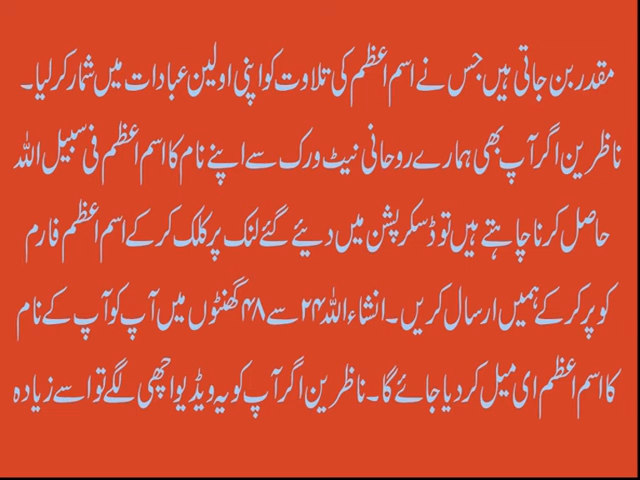 مقدر بن جاتی ہیں جس نے اسم اعظم کی تلاوت کو اپنی اولین عبادات میں شمار کر لیا۔
ناظرین اگر آپ بھی ہمارے روحانی نیٹ ورک سے اپنے نام کا اسم اعظم فی سبیل اللہ
حاصل کرنا چاہتے ہیں تو ڈسکرپشن میں دیئے گئے لنک پر کلک کر کے اسم اعظم فارم
کو پر کر کے ہمیں ارسال کریں۔ انشاء اللہ ۲۴ سے ۴۸ گھنٹوں میں آپ کو آپ کے نام
کا اسم اعظم ای میل کر دیا جائے گا۔ ناظرین اگر آپ کو یہ ویڈیو اچھی لگے تو اسے زیادہ